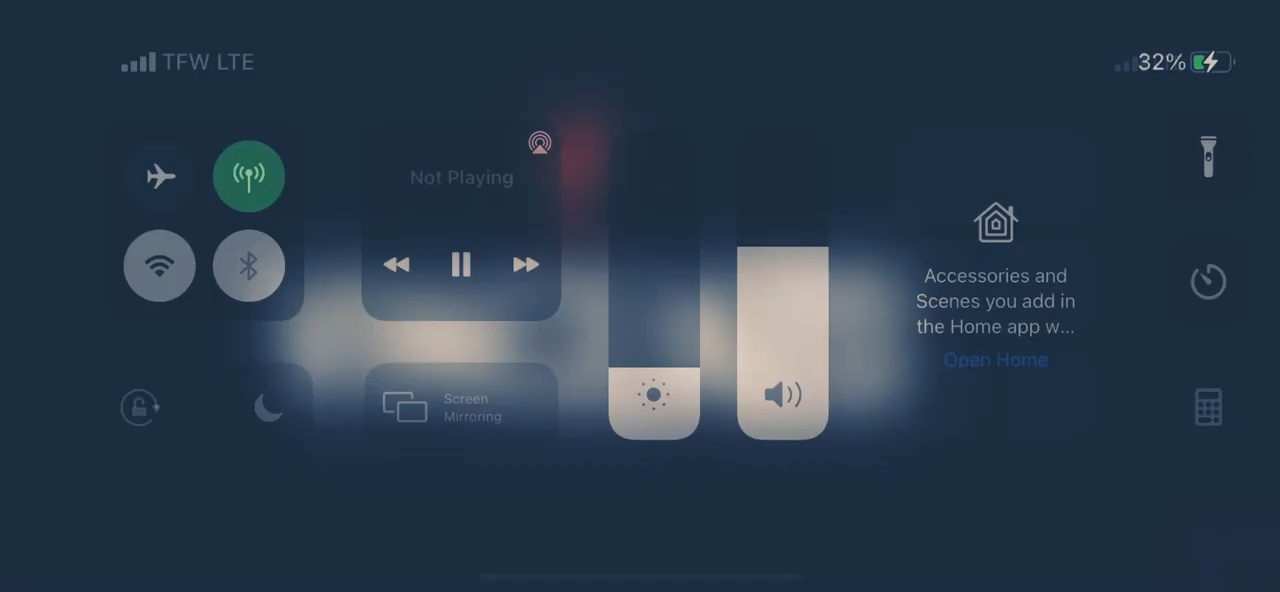 TFW LTE
32%
Not Playing
Screen
Mirroring
Accessories and
Scenes you add in
the Home app w...
Open Home